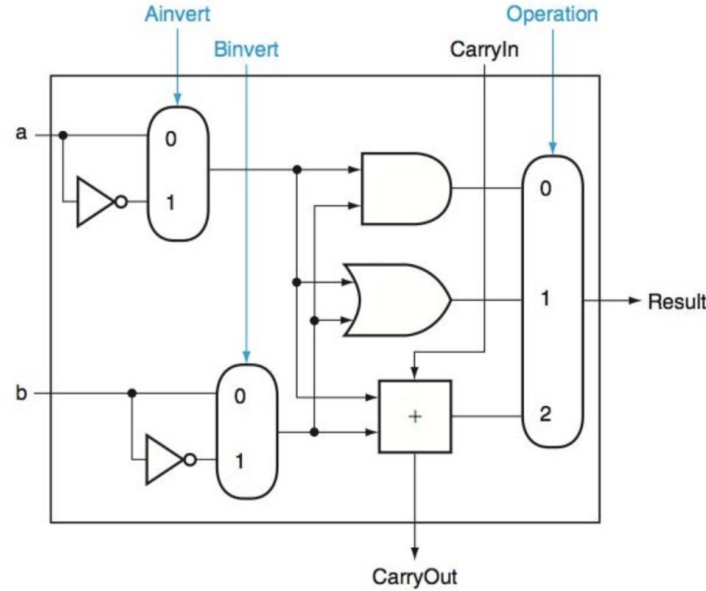 Ainvert
Operation
Binvert
CarryIn
a
0
1
0
1
Result
b
0
1
+
2
CarryOut